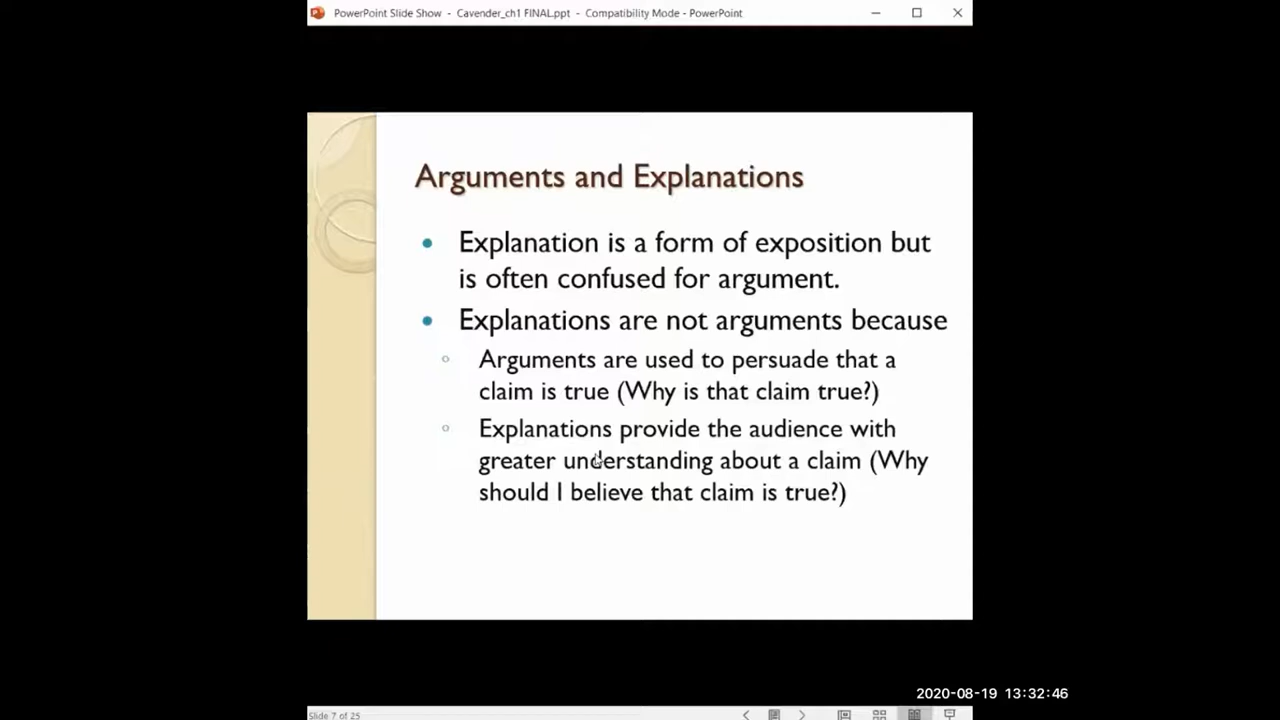 PowerPoint Slide Show - Cavender_ch1 FINAL.ppt - Compatibility Mode - PowerPoint
Arguments and Explanations
• Explanation is a form of exposition but
is often confused for argument.
• Explanations are not arguments because
◦ Arguments are used to persuade that a
claim is true (Why is that claim true?)
◦ Explanations provide the audience with
greater understanding about a claim (Why
should I believe that claim is true?)
2020-08-19 13:32:46
Slide 7 of 25